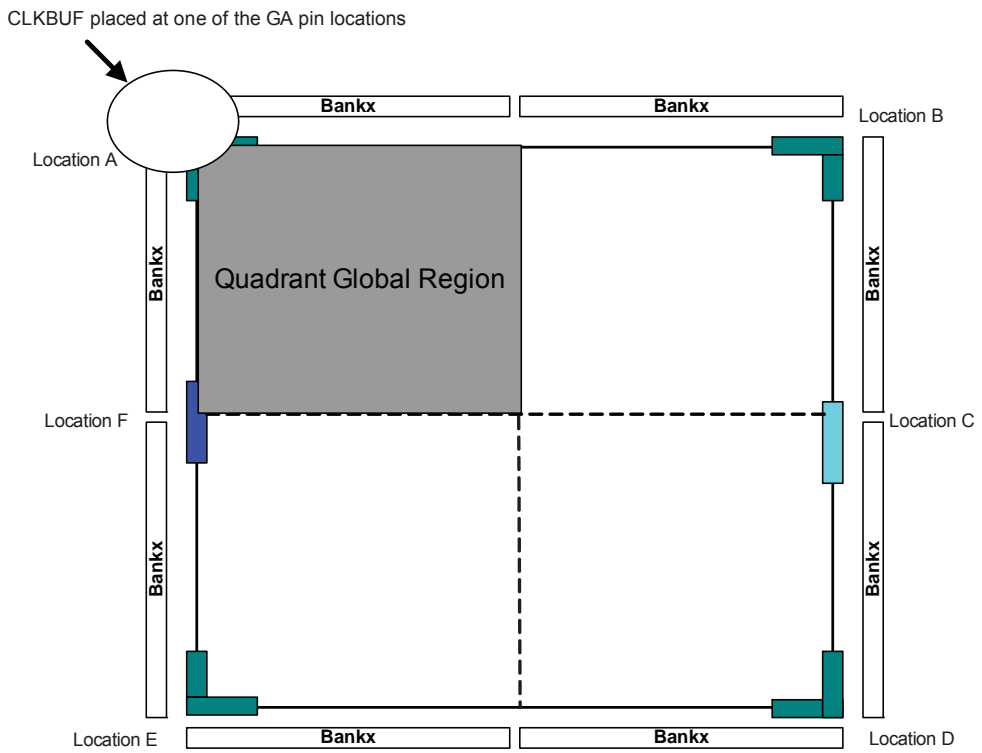 CLKBUF placed at one of the GA pin locations
Bankx
Bankx
Location B
Location A
Bankx
Quadrant Global Region
Bankx
Location F
Location C
Bankx
Bankx
Location E
Bankx
Bankx
Location D